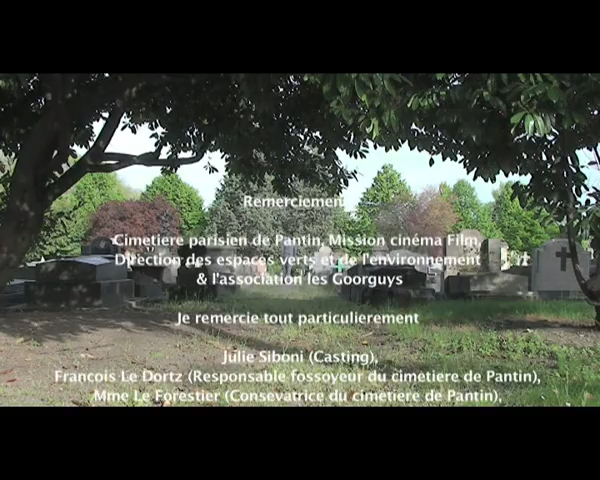 Remerciement
Cimetiere parisien de Pantin, Mission cinéma Film,
Direction des espaces verts et de l'environnement
& l'association les Goorguys
Je remercie tout particulierement
Julie Siboni (Casting),
Francois Le Dortz (Responsable fossoyeur du cimetiere de Pantin),
Mme Le Forestier (Consevatrice du cimetiere de Pantin),